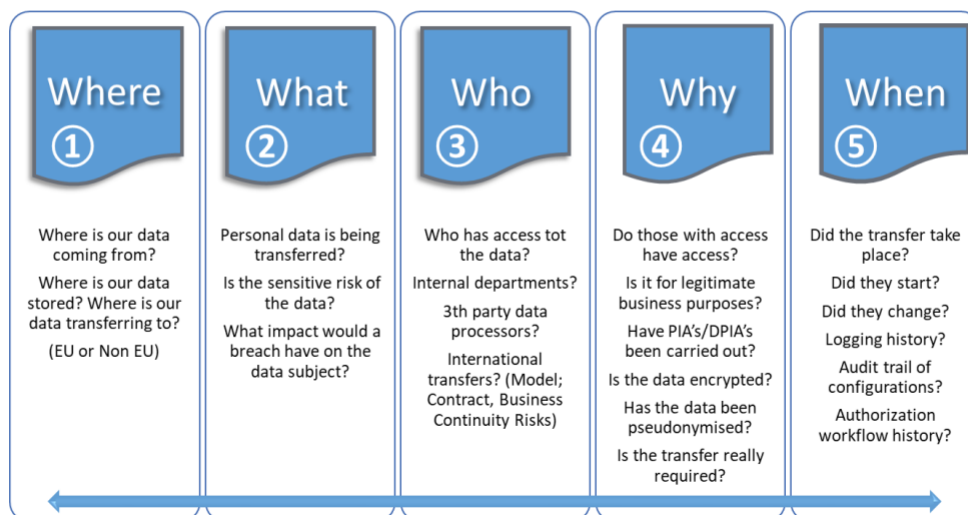 Where
1
Where is our data
coming from?
Where is our data
stored? Where is our
data transferring to?
(EU or Non EU)
What
2
Personal data is being
transferred?
Is the sensitive risk of
the data?
What impact would a
breach have on the
data subject?
Who
3
Who has access tot
the data?
Internal departments?
3th party data
processors?
International
transfers? (Model;
Contract, Business
Continuity Risks)
Why
4
Do those with access
have access?
Is it for legitimate
business purposes?
Have PIA's/DPIA's
been carried out?
Is the data encrypted?
Has the data been
pseudonymised?
Is the transfer really
required?
When
5
Did the transfer take
place?
Did they start?
Did they change?
Logging history?
Audit trail of
configurations?
Authorization
workflow history?